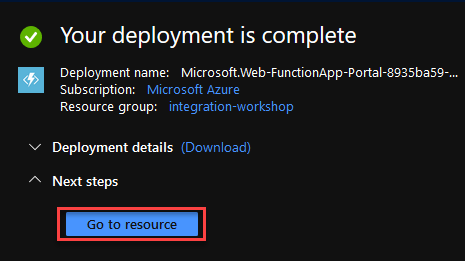 Your deployment is complete
Deployment name: Microsoft.Web-FunctionApp-Portal-8935ba59-...
Subscription: Microsoft Azure
Resource group: integration-workshop
Deployment details (Download)
Next steps
Go to resource